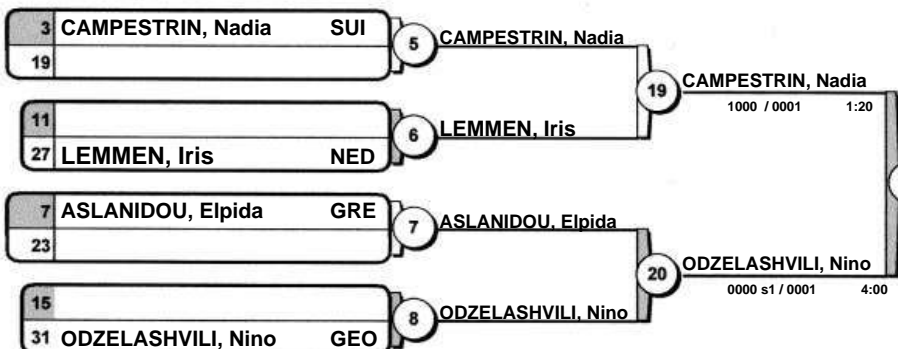 3 CAMPESTRIN, Nadia SUI
19
5 CAMPESTRIN, Nadia
11
27 LEMMEN, Iris NED
6 LEMMEN, Iris
19 CAMPESTRIN, Nadia
1000 / 0001 1:20
7 ASLANIDOU, Elpida GRE
23
7 ASLANIDOU, Elpida
15
31 ODZELASHVILI, Nino GEO
8 ODZELASHVILI, Nino
20 ODZELASHVILI, Nino
0000 s1 / 0001 4:00